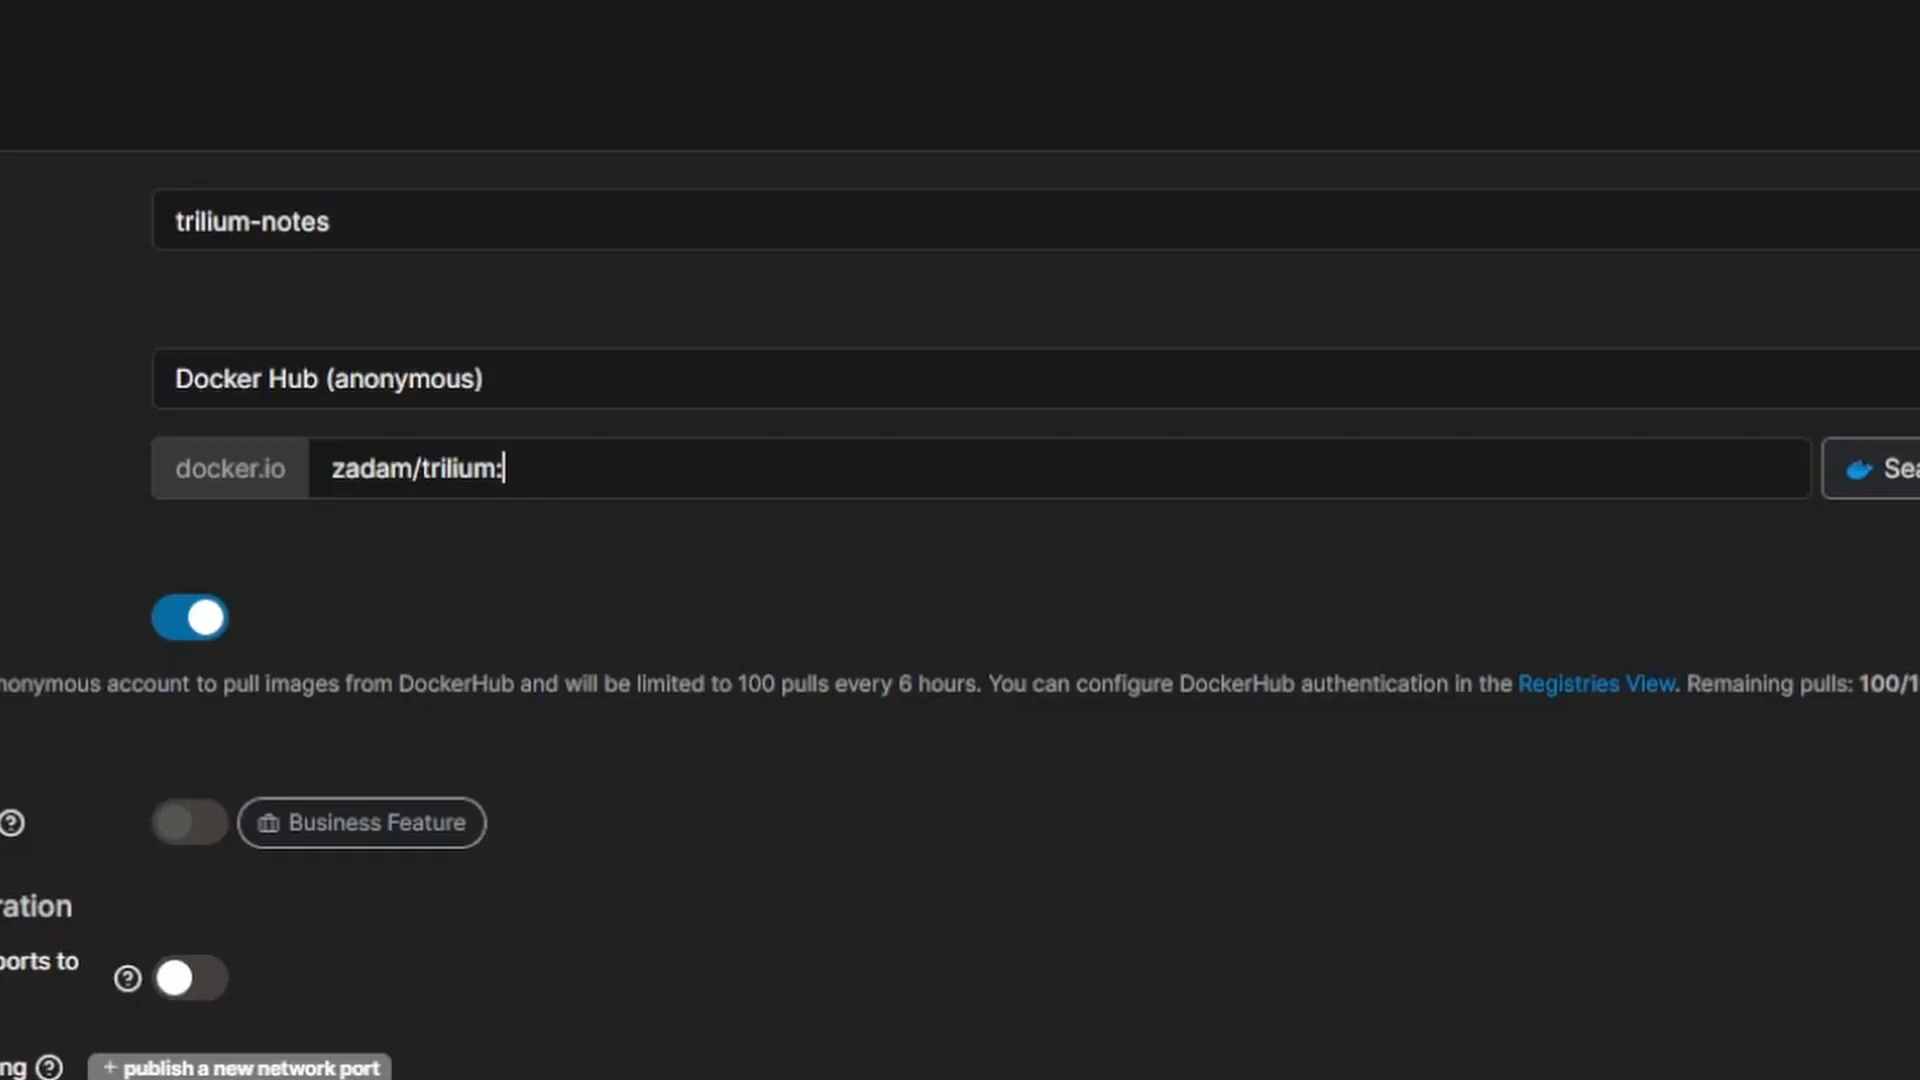 trilium-notes
Docker Hub (anonymous)
docker.io zadam/trilium: Sea
nonymous account to pull images from DockerHub and will be limited to 100 pulls every 6 hours. You can configure DockerHub authentication in the Registries View. Remaining pulls: 100/1
Business Feature
ration
ports to
ng + publish a new network port